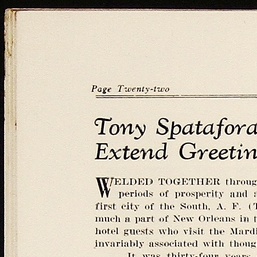 Page Twenty-two
Tony Spatafora
Extend Greetin
WELDED TOGETHER throug
periods of prosperity and a
first city of the South, A. F. (T
much a part of New Orleans in t
hotel guests who visit the Mardi
invariably associated with thoug
It was thirty-four years